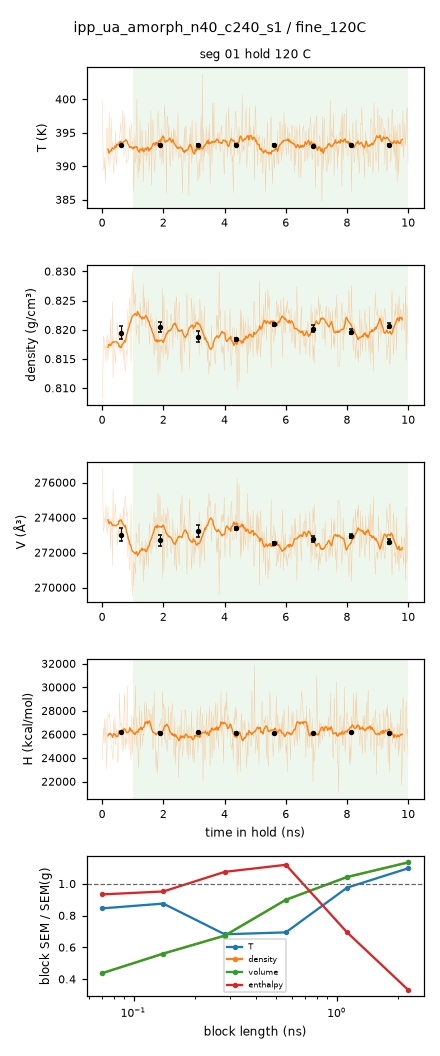 ipp_ua_amorph_n40_c240_s1 / fine_120C
seg 01 hold 120 C
T (K)
400
395
390
385
0 2 4 6 8 10
density (g/cm³)
0.830
0.825
0.820
0.815
0.810
0 2 4 6 8 10
V (Å³)
276000
274000
272000
270000
0 2 4 6 8 10
H (kcal/mol)
32000
30000
28000
26000
24000
22000
0 2 4 6 8 10
time in hold (ns)
block SEM / SEM(g)
1.0
0.8
0.6
0.4
T
density
volume
enthalpy
10⁻¹ 10⁰
block length (ns)